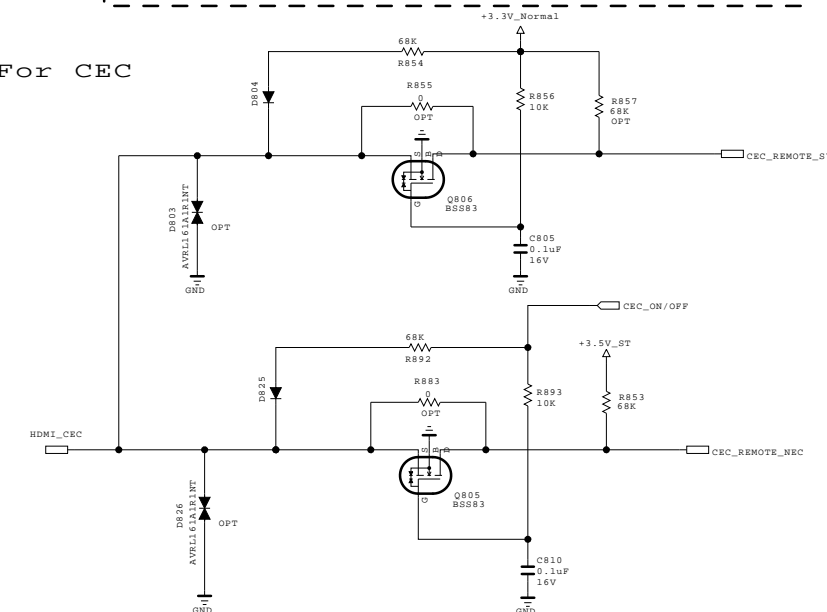 +3.3V_Normal
For CEC
68K
R854
D804
R855
0
OPT
R856
10K
R857
68K
OPT
S
B
D
G
CEC_REMOTE_S
Q806
BSS83
D803
AVRL161A1R1NT
OPT
C805
0.1uF
16V
GND
GND
CEC_ON/OFF
68K
R892
+3.5V_ST
D825
R883
0
OPT
R893
10K
R853
68K
HDMI_CEC
S
B
D
G
CEC_REMOTE_NEC
Q805
BSS83
D826
AVRL161A1R1NT
OPT
C810
0.1uF
16V
GND
GND